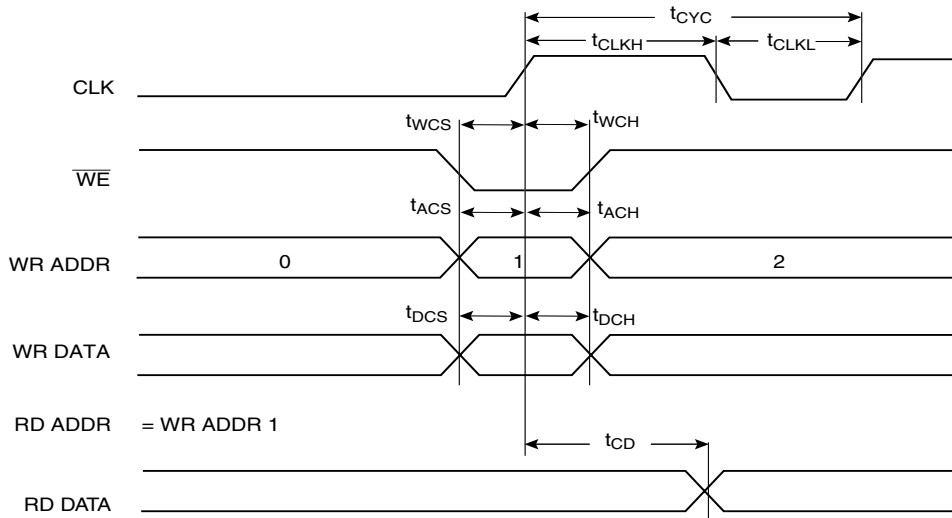 tCYC
tCLKH tCLKL
CLK
tWCS tWCH
WE
tACS tACH
WR ADDR 0 1 2
tDCS tDCH
WR DATA
RD ADDR = WR ADDR 1
tCD
RD DATA